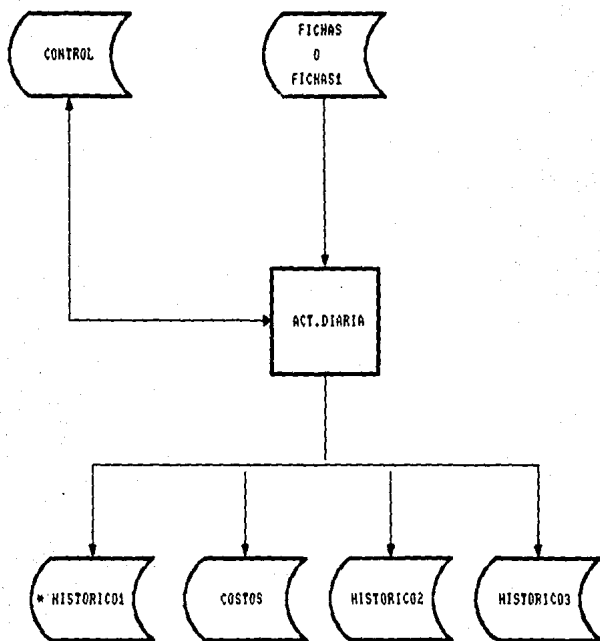 CONTROL
FICHAS
O
FICHAS1
ACT.DIARIA
* HISTORICO1
COSTOS
HISTORICO2
HISTORICO3